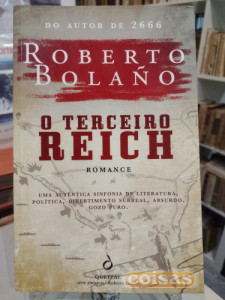 DO AUTOR DE 2666
ROBERTO
BOLAÑO
O TERCEIRO
REICH
ROMANCE
UMA AUTÊNTICA SINFONIA DE LITERATURA,
POLÍTICA, DIVERTIMENTO SURREAL, ABSURDO,
GOZO PURO.
QUETZAL
coisas